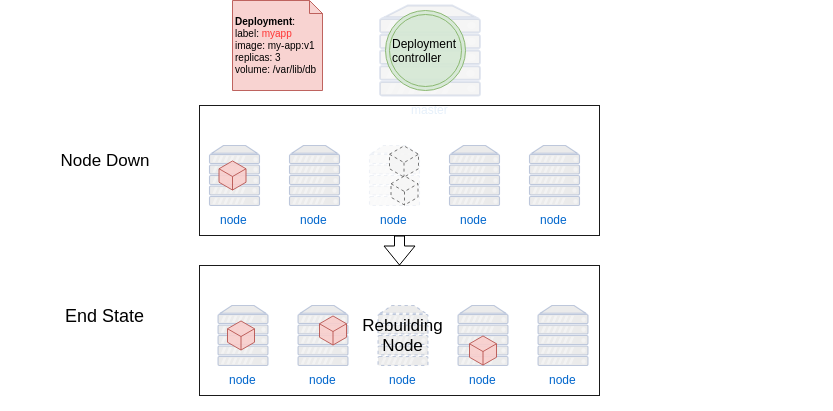 Deployment:
label: myapp
image: my-app:v1
replicas: 3
volume: /var/lib/db
Deployment
controller
master
Node Down
node
node
node
node
node
End State
Rebuilding
Node
node
node
node
node
node